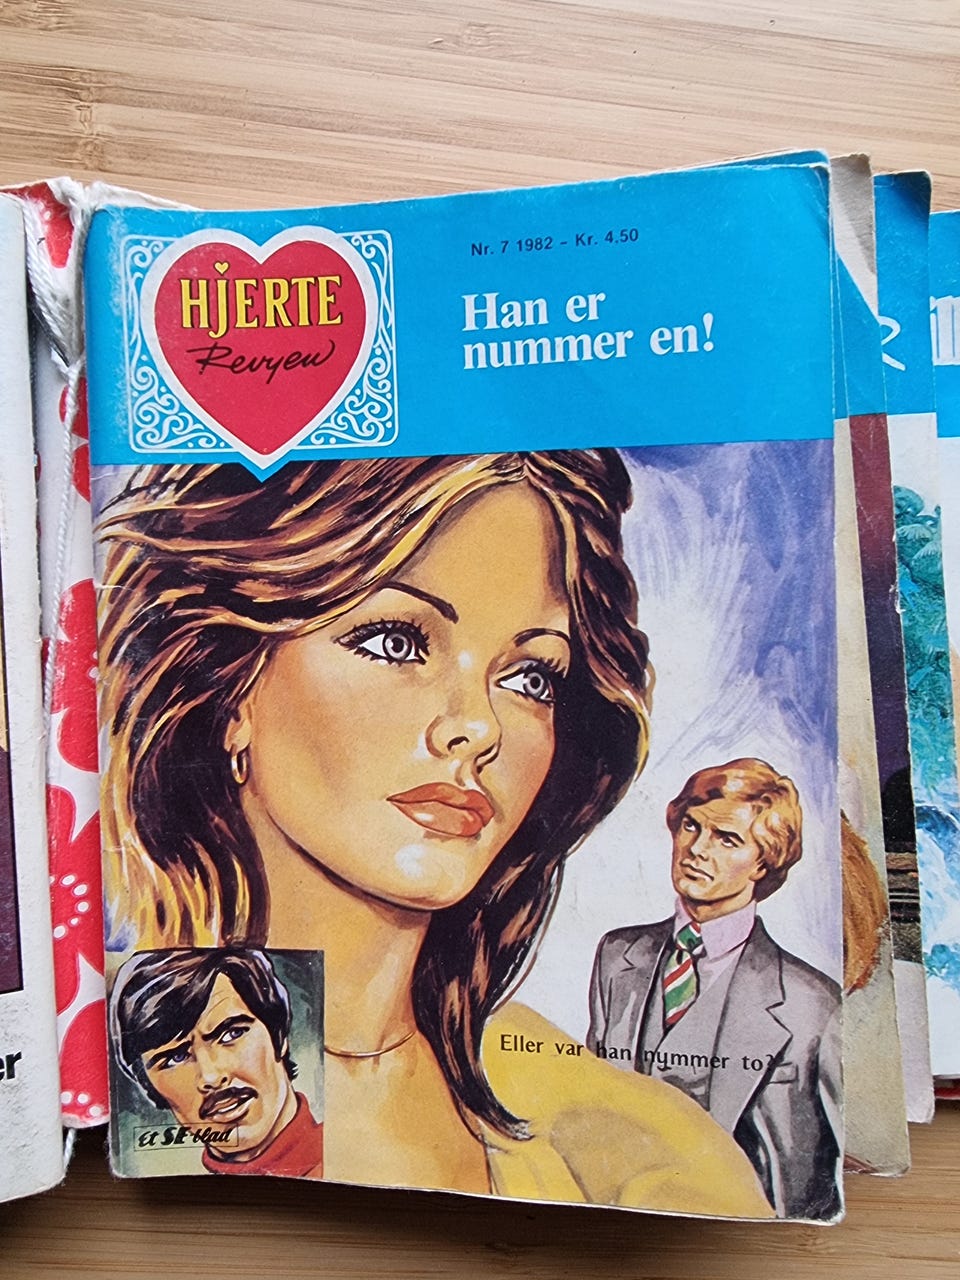 HJERTE
Revyen
Nr. 7 1982 - Kr. 4,50
Han er
nummer en!
Eller var han nummer to?
Et SE-blad
er